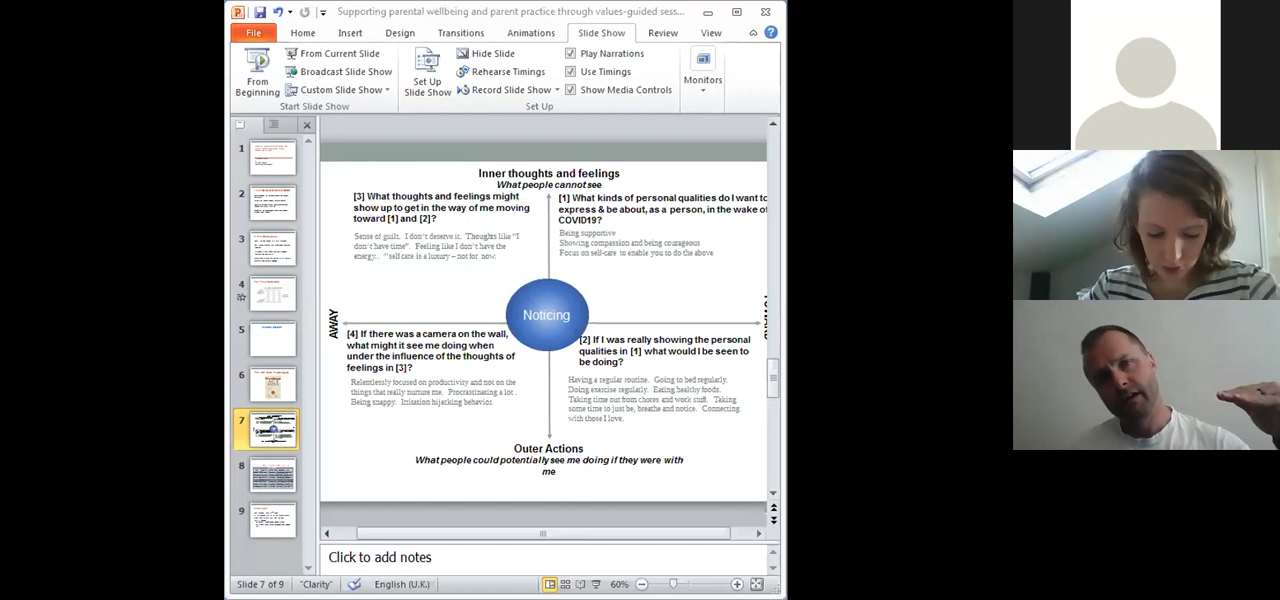 Supporting parental wellbeing and parent practice through values-guided sess...
File Home Insert Design Transitions Animations Slide Show Review View
From Beginning
From Current Slide
Broadcast Slide Show
Custom Slide Show
Start Slide Show
Set Up Slide Show
Hide Slide
Rehearse Timings
Record Slide Show
Play Narrations
Use Timings
Show Media Controls
Set Up
Monitors
1
2
3
4
5
6
7
8
9
Inner thoughts and feelings
What people cannot see
[3] What thoughts and feelings might
show up to get in the way of me moving
toward [1] and [2]?
Sense of guilt. I don't deserve it. Thoughts like "I
don't have time". Feeling like I don't have the
energy.. "self care is a luxury – not for now.
[1] What kinds of personal qualities do I want to
express & be about, as a person, in the wake of
COVID19?
Being supportive
Showing compassion and being courageous
Focus on self-care to enable you to do the above
AWAY
Noticing
[4] If there was a camera on the wall,
what might it see me doing when
under the influence of the thoughts of
feelings in [3]?
Relentlessly focused on productivity and not on the
things that really nurture me. Procrastinating a lot.
Being snappy. Irritation hijacking behavior.
[2] If I was really showing the personal
qualities in [1] what would I be seen to
be doing?
Having a regular routine. Going to bed regularly.
Doing exercise regularly. Eating healthy foods.
Taking time out from chores and work stuff. Taking
some time to just be, breathe and notice. Connecting
with those I love.
Outer Actions
What people could potentially see me doing if they were with
me
Click to add notes
Slide 7 of 9 "Clarity" English (U.K.) 60%